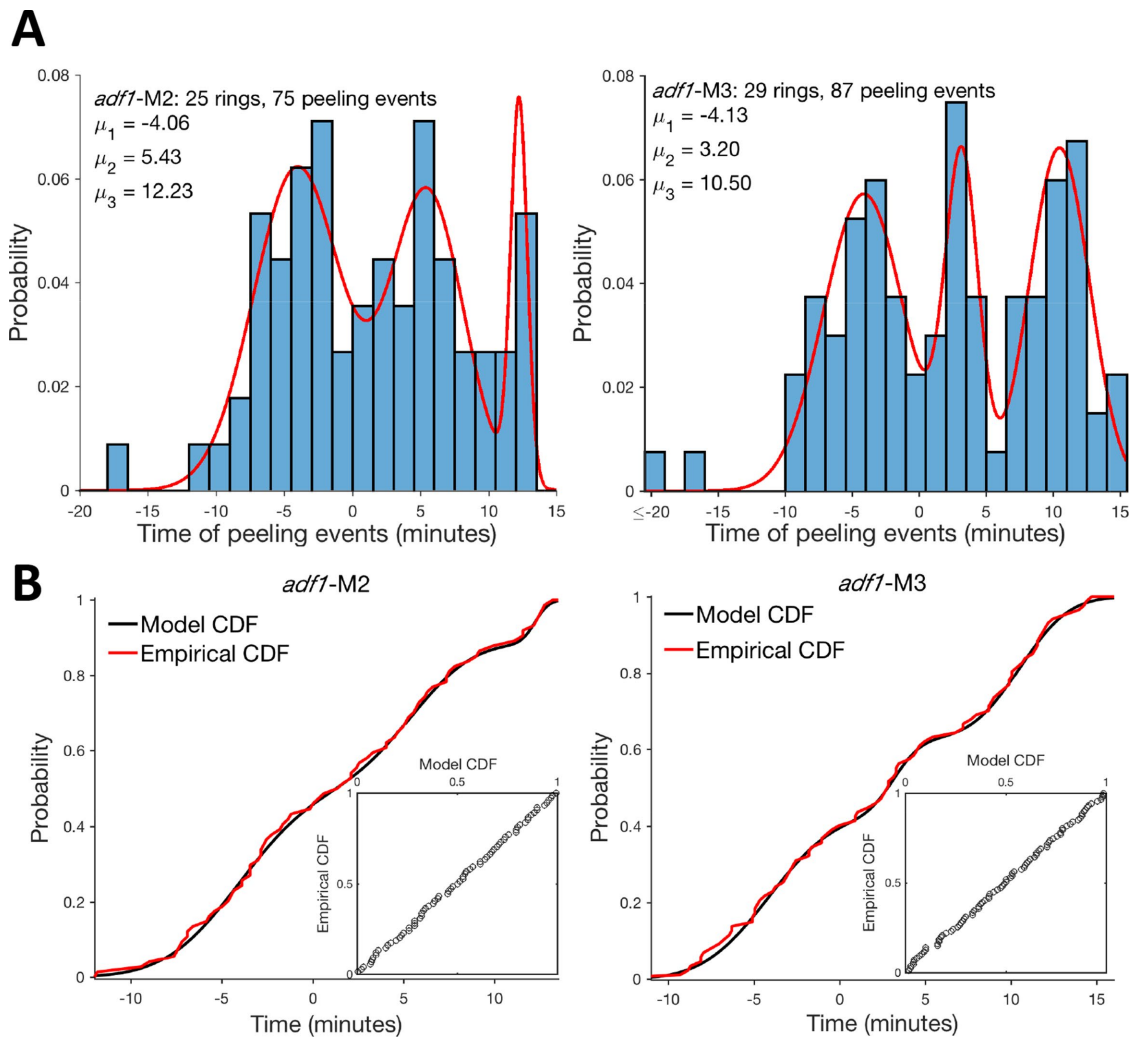 A
adf1-M2: 25 rings, 75 peeling events
μ1 = -4.06
μ2 = 5.43
μ3 = 12.23
Probability
0.08
0.06
0.04
0.02
0
-20 -15 -10 -5 0 5 10 15
Time of peeling events (minutes)
adf1-M3: 29 rings, 87 peeling events
μ1 = -4.13
μ2 = 3.20
μ3 = 10.50
Probability
0.08
0.06
0.04
0.02
0
≤-20 -15 -10 -5 0 5 10 15
Time of peeling events (minutes)
B
adf1-M2
Model CDF
Empirical CDF
Probability
1
0.8
0.6
0.4
0.2
0
-10 -5 0 5 10
Time (minutes)
Model CDF
0 0.5 1
Empirical CDF
1
0.5
0
adf1-M3
Model CDF
Empirical CDF
Probability
1
0.8
0.6
0.4
0.2
0
-10 -5 0 5 10 15
Time (minutes)
Model CDF
0 0.5 1
Empirical CDF
1
0.5
0